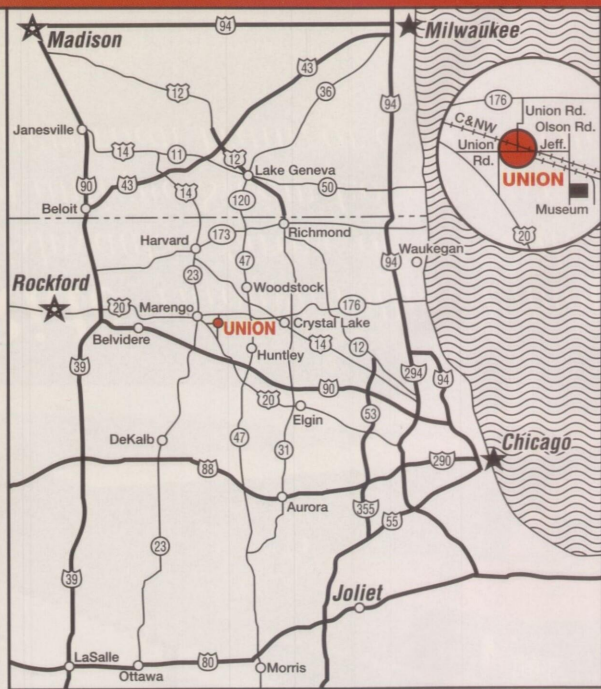 94
Madison
Milwaukee
43
12
36
94
Janesville
14
11
12
Lake Geneva
90
43
14
120
50
Beloit
Harvard
173
Richmond
Waukegan
94
23
47
Rockford
Woodstock
20
Marengo
176
UNION
Crystal Lake
Belvidere
Huntley
14
12
294
94
39
90
20
53
Elgin
DeKalb
47
31
Chicago
88
290
Aurora
355
55
23
39
Joliet
LaSalle
80
Ottawa
Morris
176
Union Rd.
C&NW
Olson Rd.
Union
Rd.
Jeff.
UNION
Museum
20